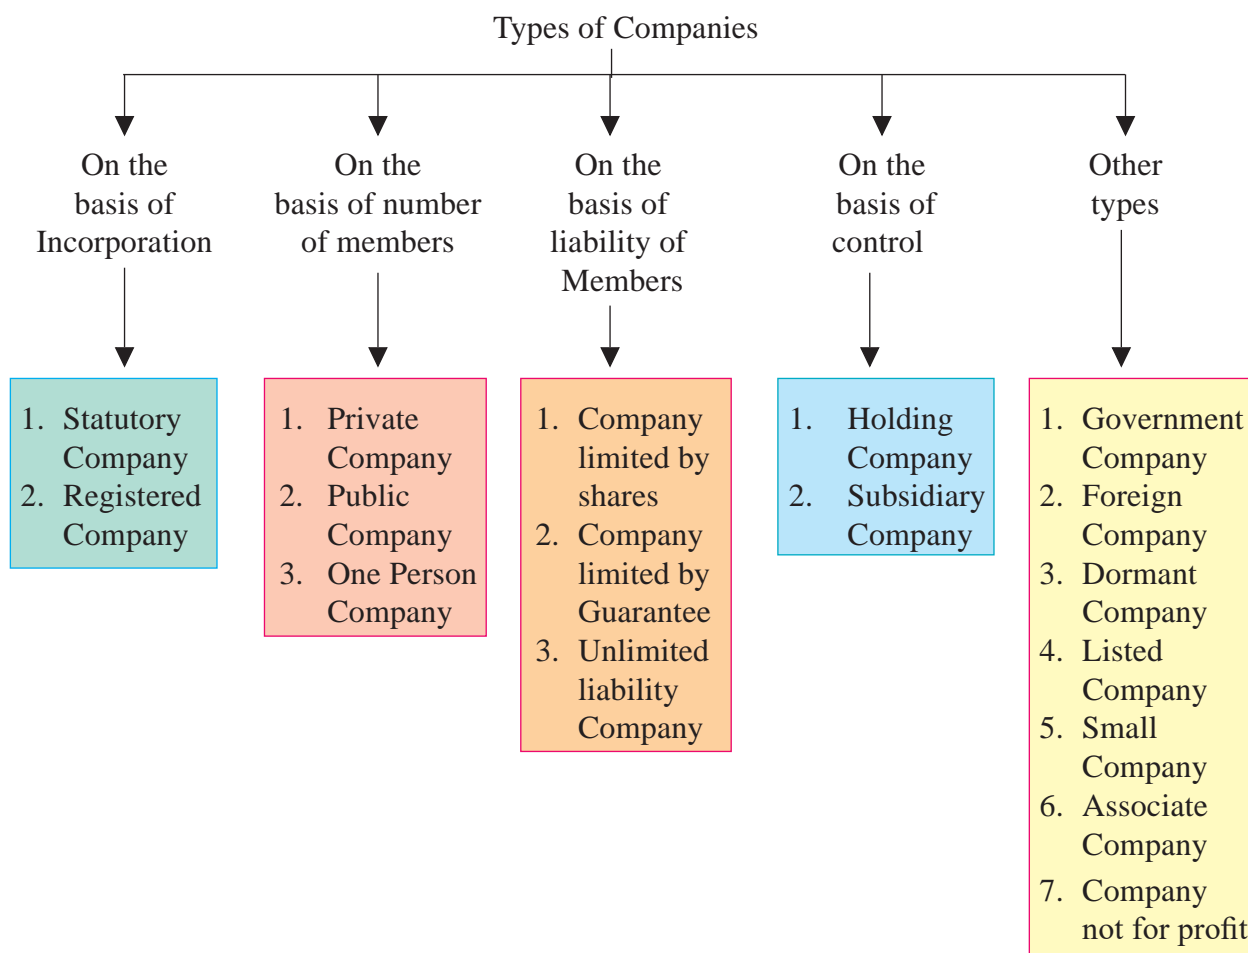 Types of Companies
On the
basis of
Incorporation
On the
basis of number
of members
On the
basis of
liability of
Members
On the
basis of
control
Other
types
1. Statutory
Company
2. Registered
Company
1. Private
Company
2. Public
Company
3. One Person
Company
1. Company
limited by
shares
2. Company
limited by
Guarantee
3. Unlimited
liability
Company
1. Holding
Company
2. Subsidiary
Company
1. Government
Company
2. Foreign
Company
3. Dormant
Company
4. Listed
Company
5. Small
Company
6. Associate
Company
7. Company
not for profit